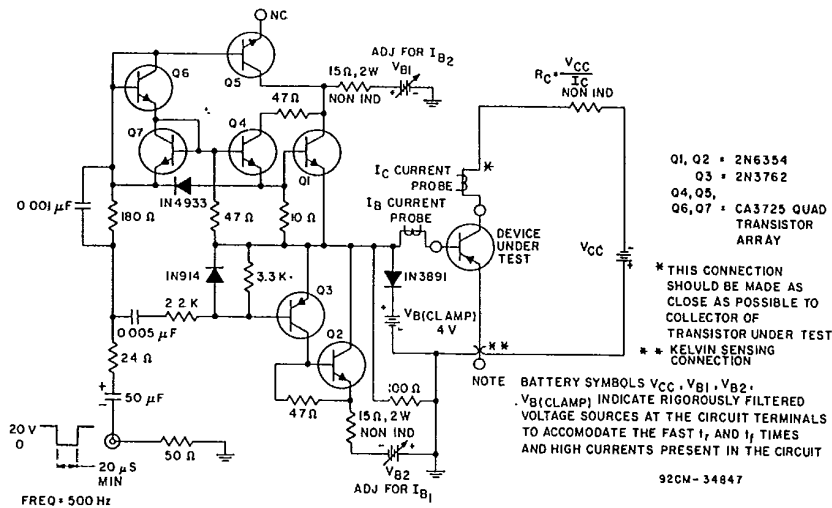 NC
ADJ FOR IB2
VB1
15Ω, 2W
NON IND
RC = VCC/IC
NON IND
Q6
Q5
47Ω
Q7
Q4
Q1
IC CURRENT
PROBE
*
IB CURRENT
PROBE
Q1, Q2 = 2N6354
Q3 = 2N3762
Q4, Q5,
Q6, Q7 = CA3725 QUAD
TRANSISTOR
ARRAY
0 001 μF
180 Ω
1N4933
47 Ω
10Ω
DEVICE
UNDER
TEST
VCC
1N914
3.3K
Q3
1N3891
* THIS CONNECTION
SHOULD BE MADE AS
CLOSE AS POSSIBLE TO
COLLECTOR OF
TRANSISTOR UNDER TEST
* * KELVIN SENSING
CONNECTION
2 2 K
0 005 μF
Q2
VB(CLAMP)
4 V
* *
24 Ω
47Ω
100Ω
NOTE
BATTERY SYMBOLS VCC, VB1, VB2,
VB(CLAMP) INDICATE RIGOROUSLY FILTERED
VOLTAGE SOURCES AT THE CIRCUIT TERMINALS
TO ACCOMODATE THE FAST tr AND tf TIMES
AND HIGH CURRENTS PRESENT IN THE CIRCUIT
50 μF
15Ω, 2W
NON IND
20 V
0
50 Ω
VB2
ADJ FOR IB1
20 μS
MIN
FREQ = 500 Hz
92CM-34847